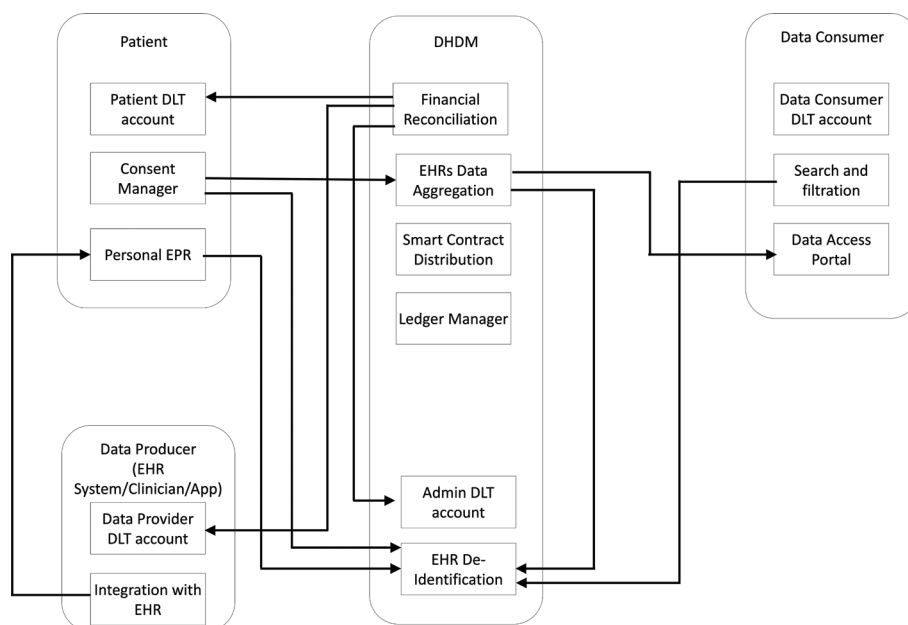 Patient
Patient DLT
account
Consent
Manager
Personal EPR
Data Producer
(EHR
System/Clinician/App)
Data Provider
DLT account
Integration with
EHR
DHDM
Financial
Reconciliation
EHRs Data
Aggregation
Smart Contract
Distribution
Ledger Manager
Admin DLT
account
EHR De-
Identification
Data Consumer
Data Consumer
DLT account
Search and
filtration
Data Access
Portal